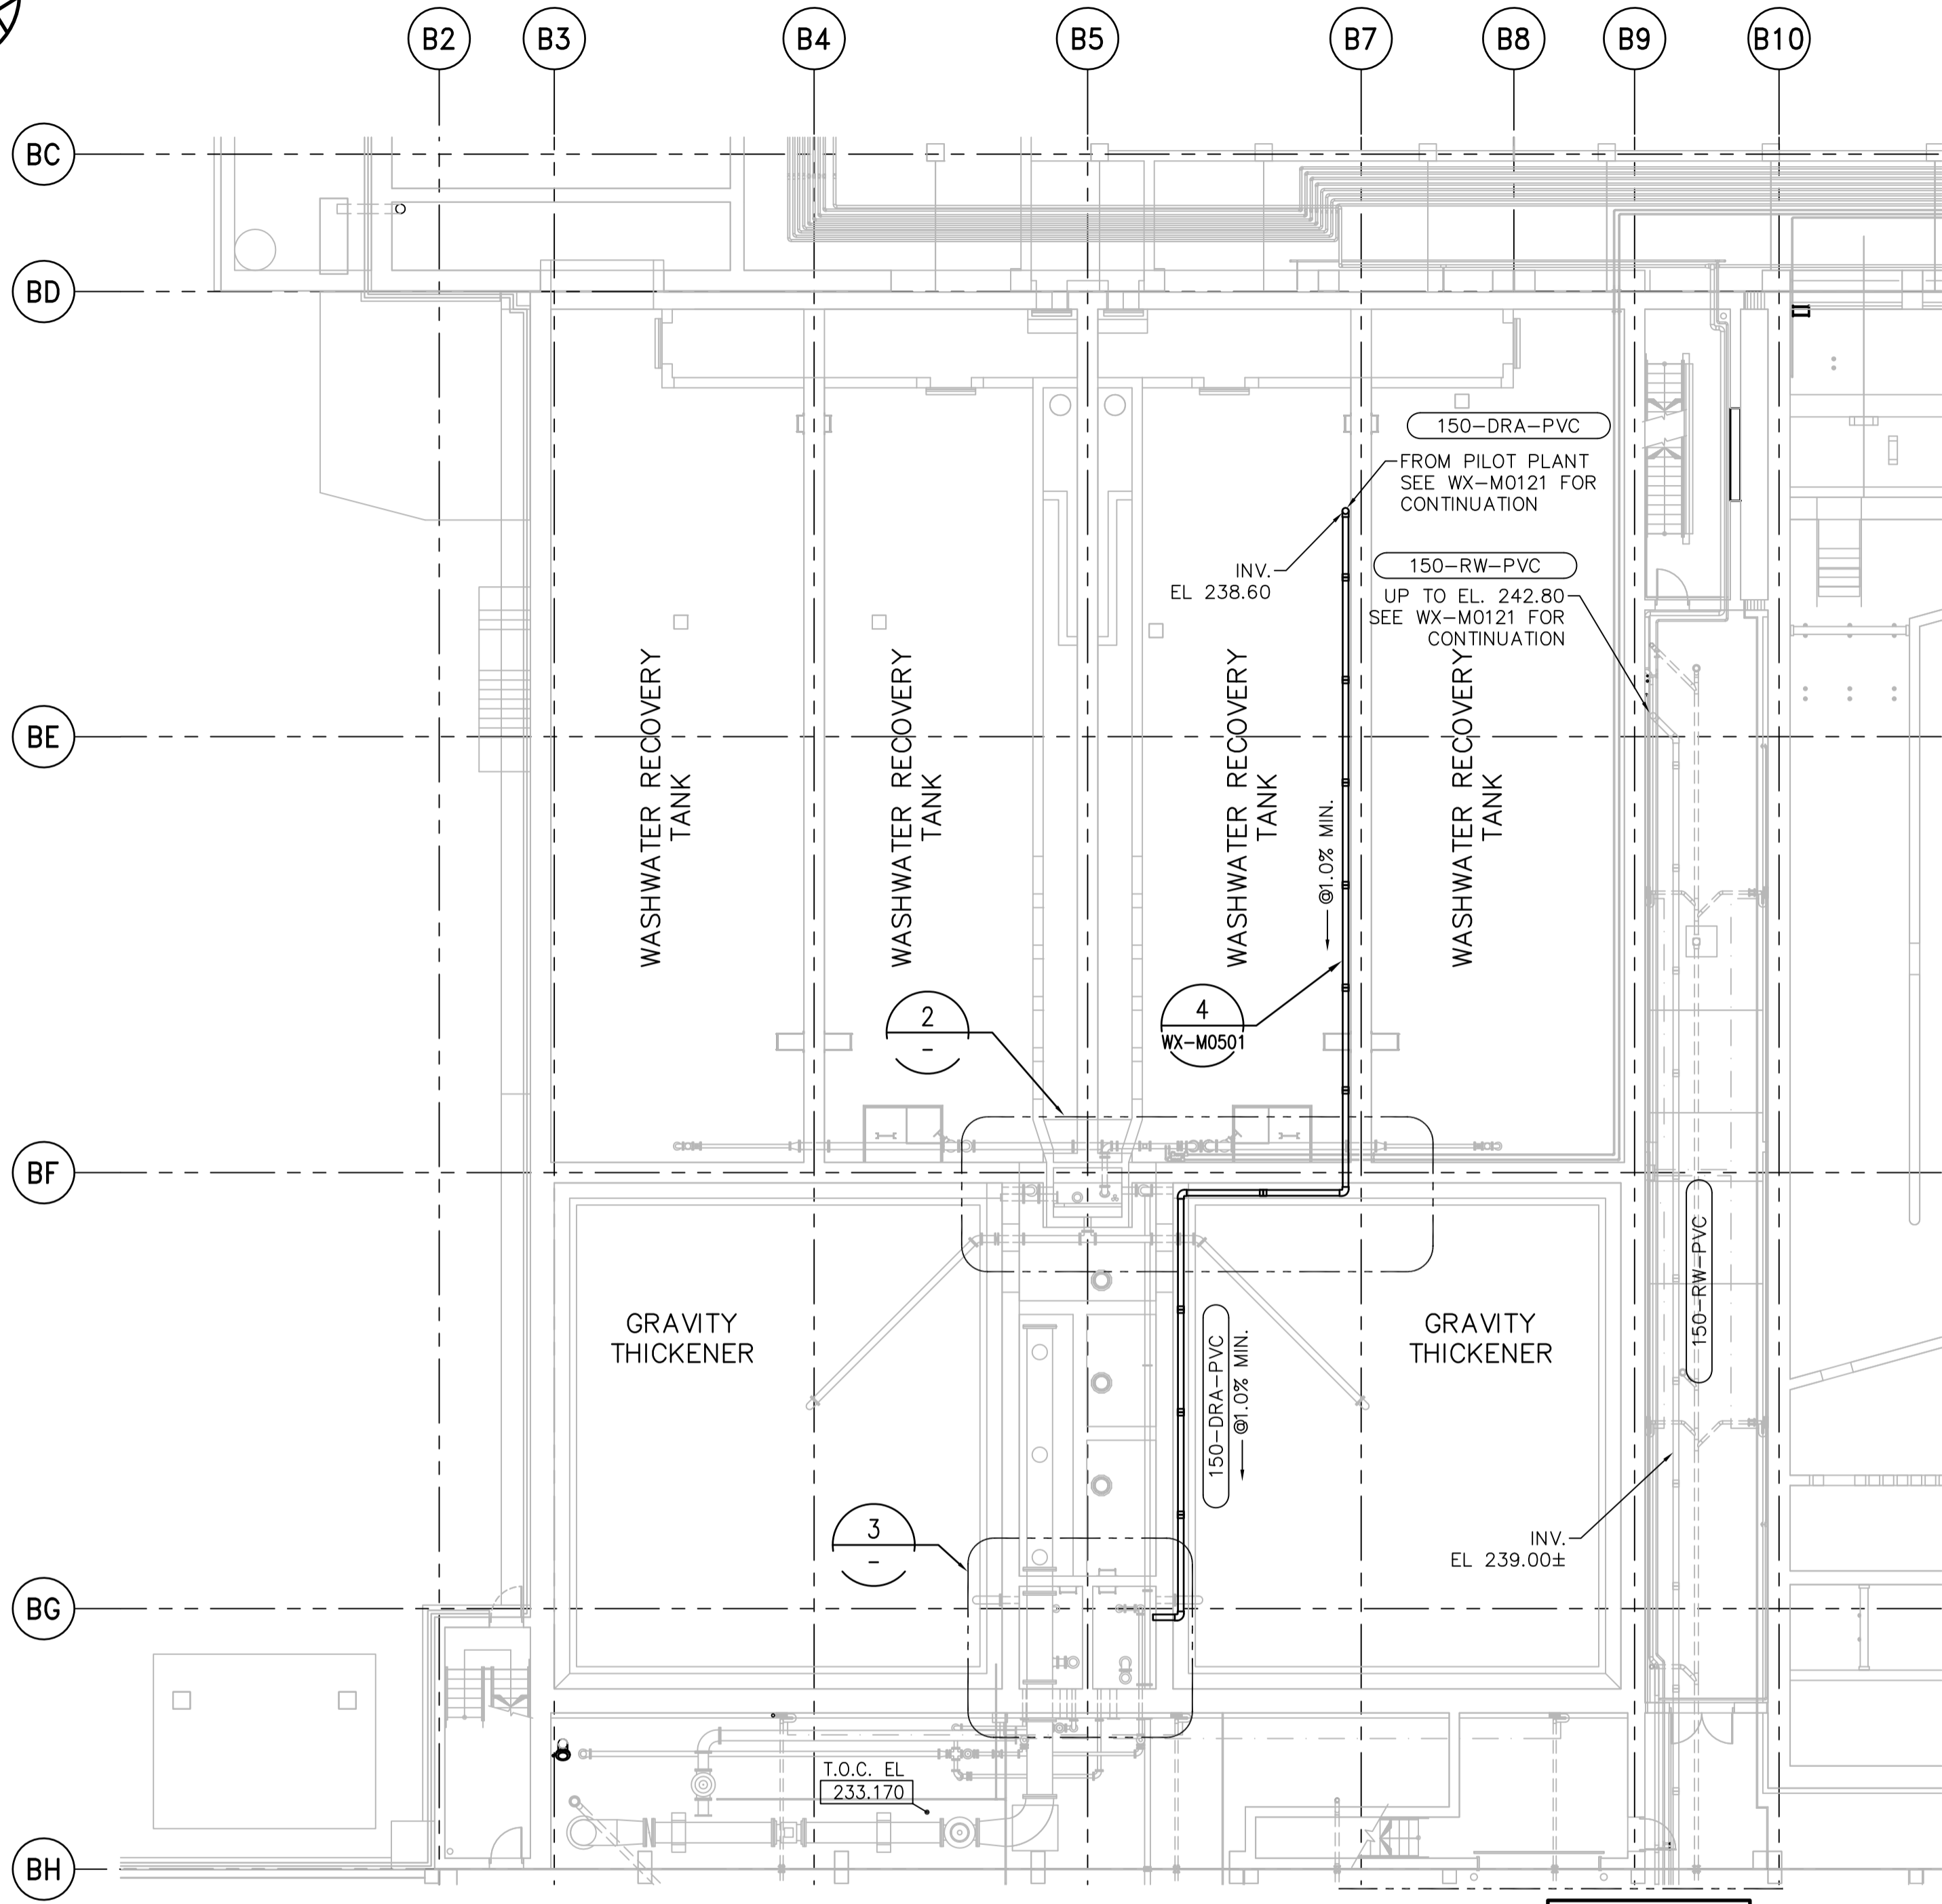 B2
B3
B4
B5
B7
B8
B9
B10
BC
BD
150-DRA-PVC
FROM PILOT PLANT
SEE WX-M0121 FOR
CONTINUATION
INV.
EL 238.60
150-RW-PVC
UP TO EL. 242.80
SEE WX-M0121 FOR
CONTINUATION
BE
WASHWATER RECOVERY
TANK
WASHWATER RECOVERY
TANK
WASHWATER RECOVERY
TANK
WASHWATER RECOVERY
TANK
@1.0% MIN.
2
-
4
WX-M0501
BF
GRAVITY
THICKENER
GRAVITY
THICKENER
150-DRA-PVC
@1.0% MIN.
150-RW-PVC
3
-
INV.
EL 239.00±
BG
T.O.C. EL
233.170
BH